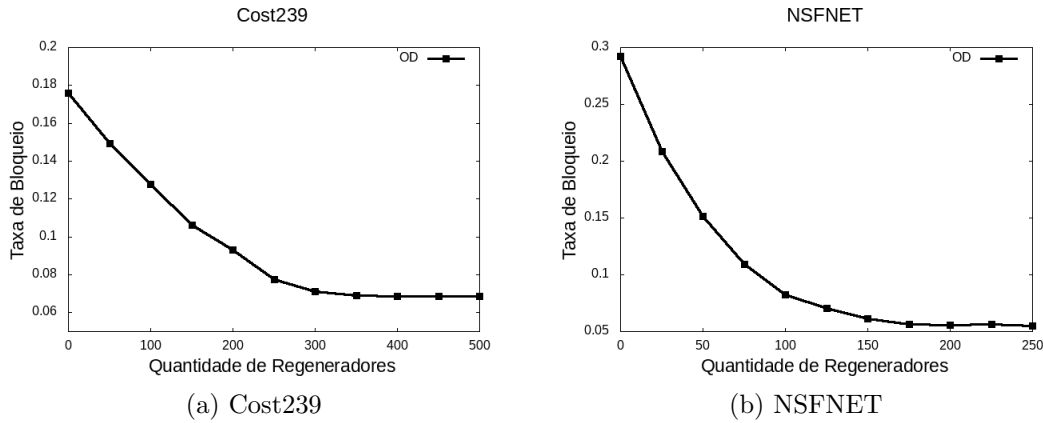 Cost239
Taxa de Bloqueio
0.2
0.18
0.16
0.14
0.12
0.1
0.08
0.06
OD
0 100 200 300 400 500
Quantidade de Regeneradores
(a) Cost239
NSFNET
Taxa de Bloqueio
0.3
0.25
0.2
0.15
0.1
0.05
OD
0 50 100 150 200 250
Quantidade de Regeneradores
(b) NSFNET